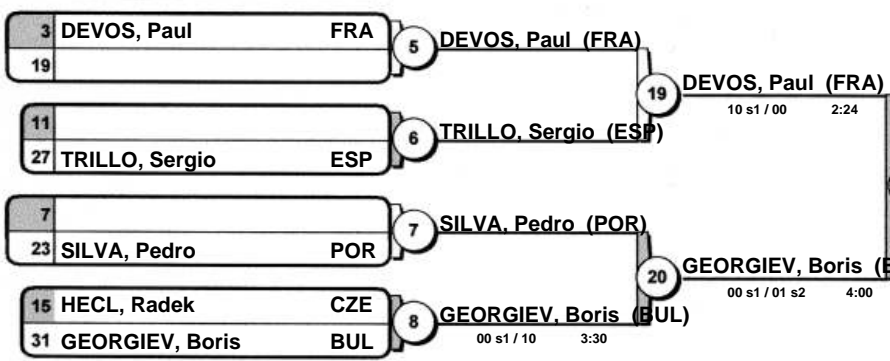 3 DEVOS, Paul FRA
19
5
DEVOS, Paul (FRA)
11
27 TRILLO, Sergio ESP
6
TRILLO, Sergio (ESP)
19
DEVOS, Paul (FRA)
10 s1 / 00 2:24
7
23 SILVA, Pedro POR
7
SILVA, Pedro (POR)
15 HECL, Radek CZE
31 GEORGIEV, Boris BUL
8
GEORGIEV, Boris (BUL)
00 s1 / 10 3:30
20
GEORGIEV, Boris
00 s1 / 01 s2 4:00